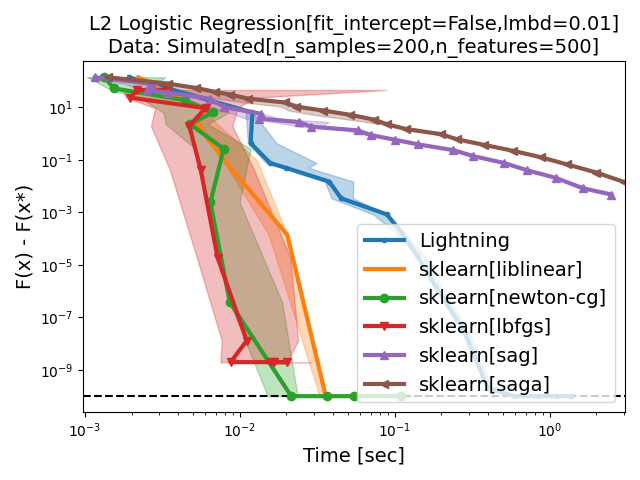 L2 Logistic Regression[fit_intercept=False,lmbd=0.01]
Data: Simulated[n_samples=200,n_features=500]
F(x) - F(x*)
10¹
10⁻¹
10⁻³
10⁻⁵
10⁻⁷
10⁻⁹
Lightning
sklearn[liblinear]
sklearn[newton-cg]
sklearn[lbfgs]
sklearn[sag]
sklearn[saga]
10⁻³ 10⁻² 10⁻¹ 10⁰
Time [sec]